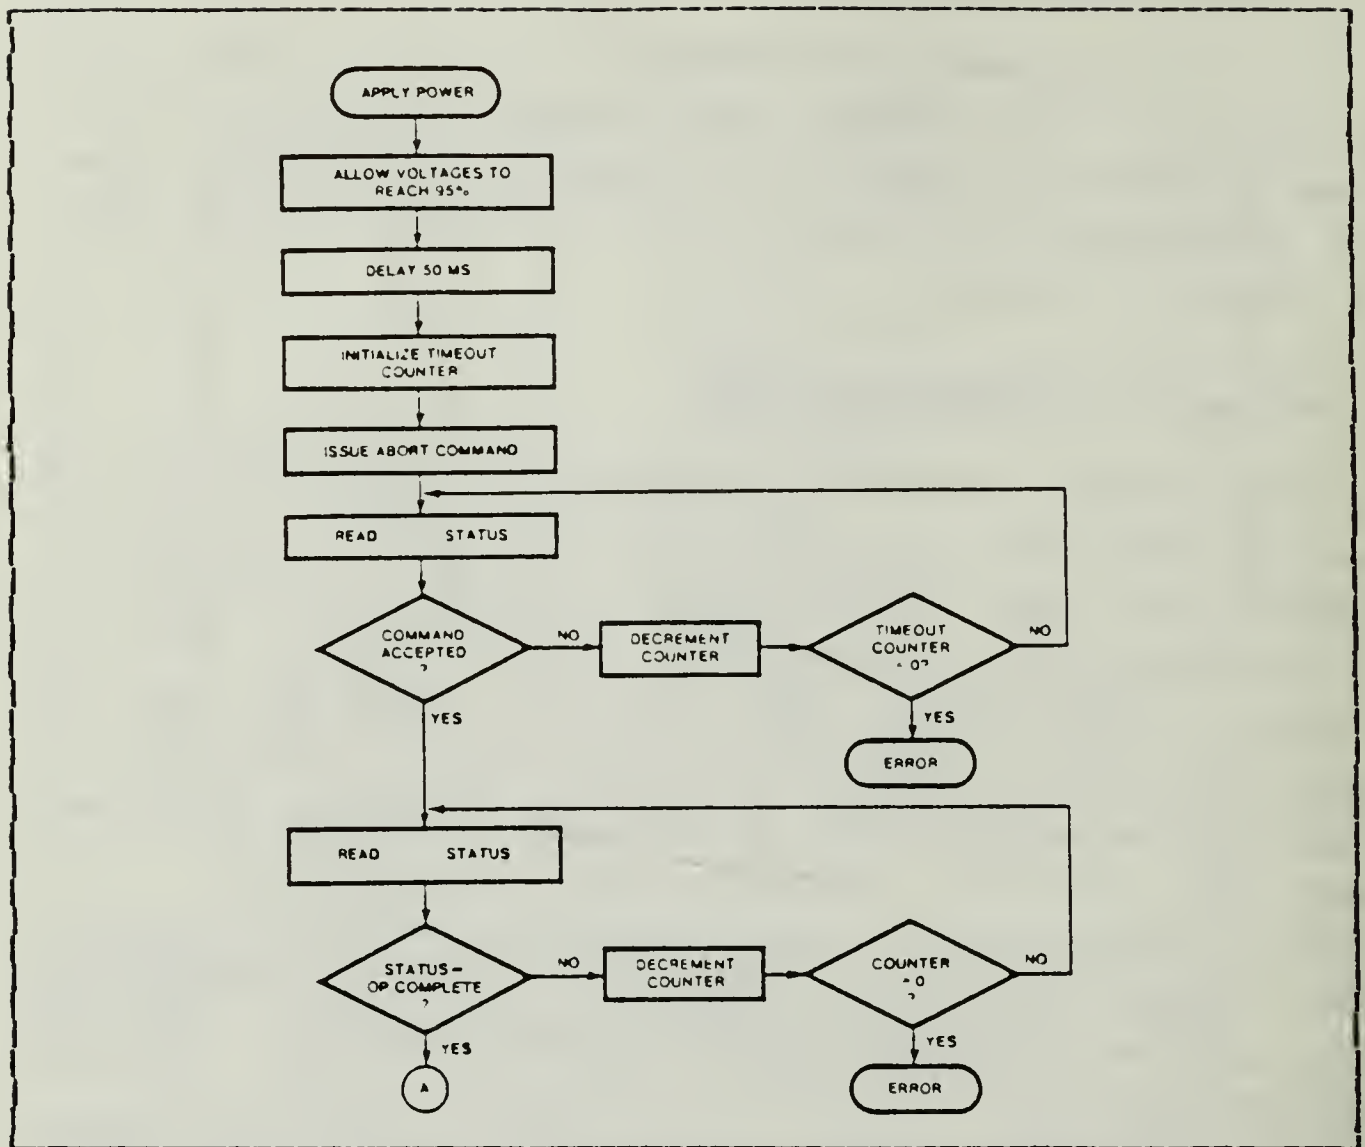 APPLY POWER
ALLOW VOLTAGES TO
REACH 95%
DELAY 50 MS
INITIALIZE TIMEOUT
COUNTER
ISSUE ABORT COMMAND
READ STATUS
COMMAND
ACCEPTED
?
NO
DECREMENT
COUNTER
TIMEOUT
COUNTER
= 0?
NO
YES
YES
ERROR
READ STATUS
STATUS =
OP COMPLETE
?
NO
DECREMENT
COUNTER
COUNTER
= 0
?
NO
YES
YES
A
ERROR